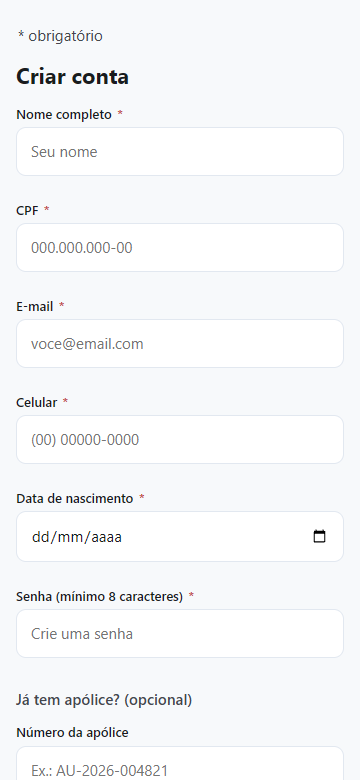 * obrigatório
Criar conta
Nome completo *
Seu nome
CPF *
000.000.000-00
E-mail *
voce@email.com
Celular *
(00) 00000-0000
Data de nascimento *
dd/mm/aaaa
Senha (mínimo 8 caracteres) *
Crie uma senha
Já tem apólice? (opcional)
Número da apólice
Ex.: AU-2026-004821